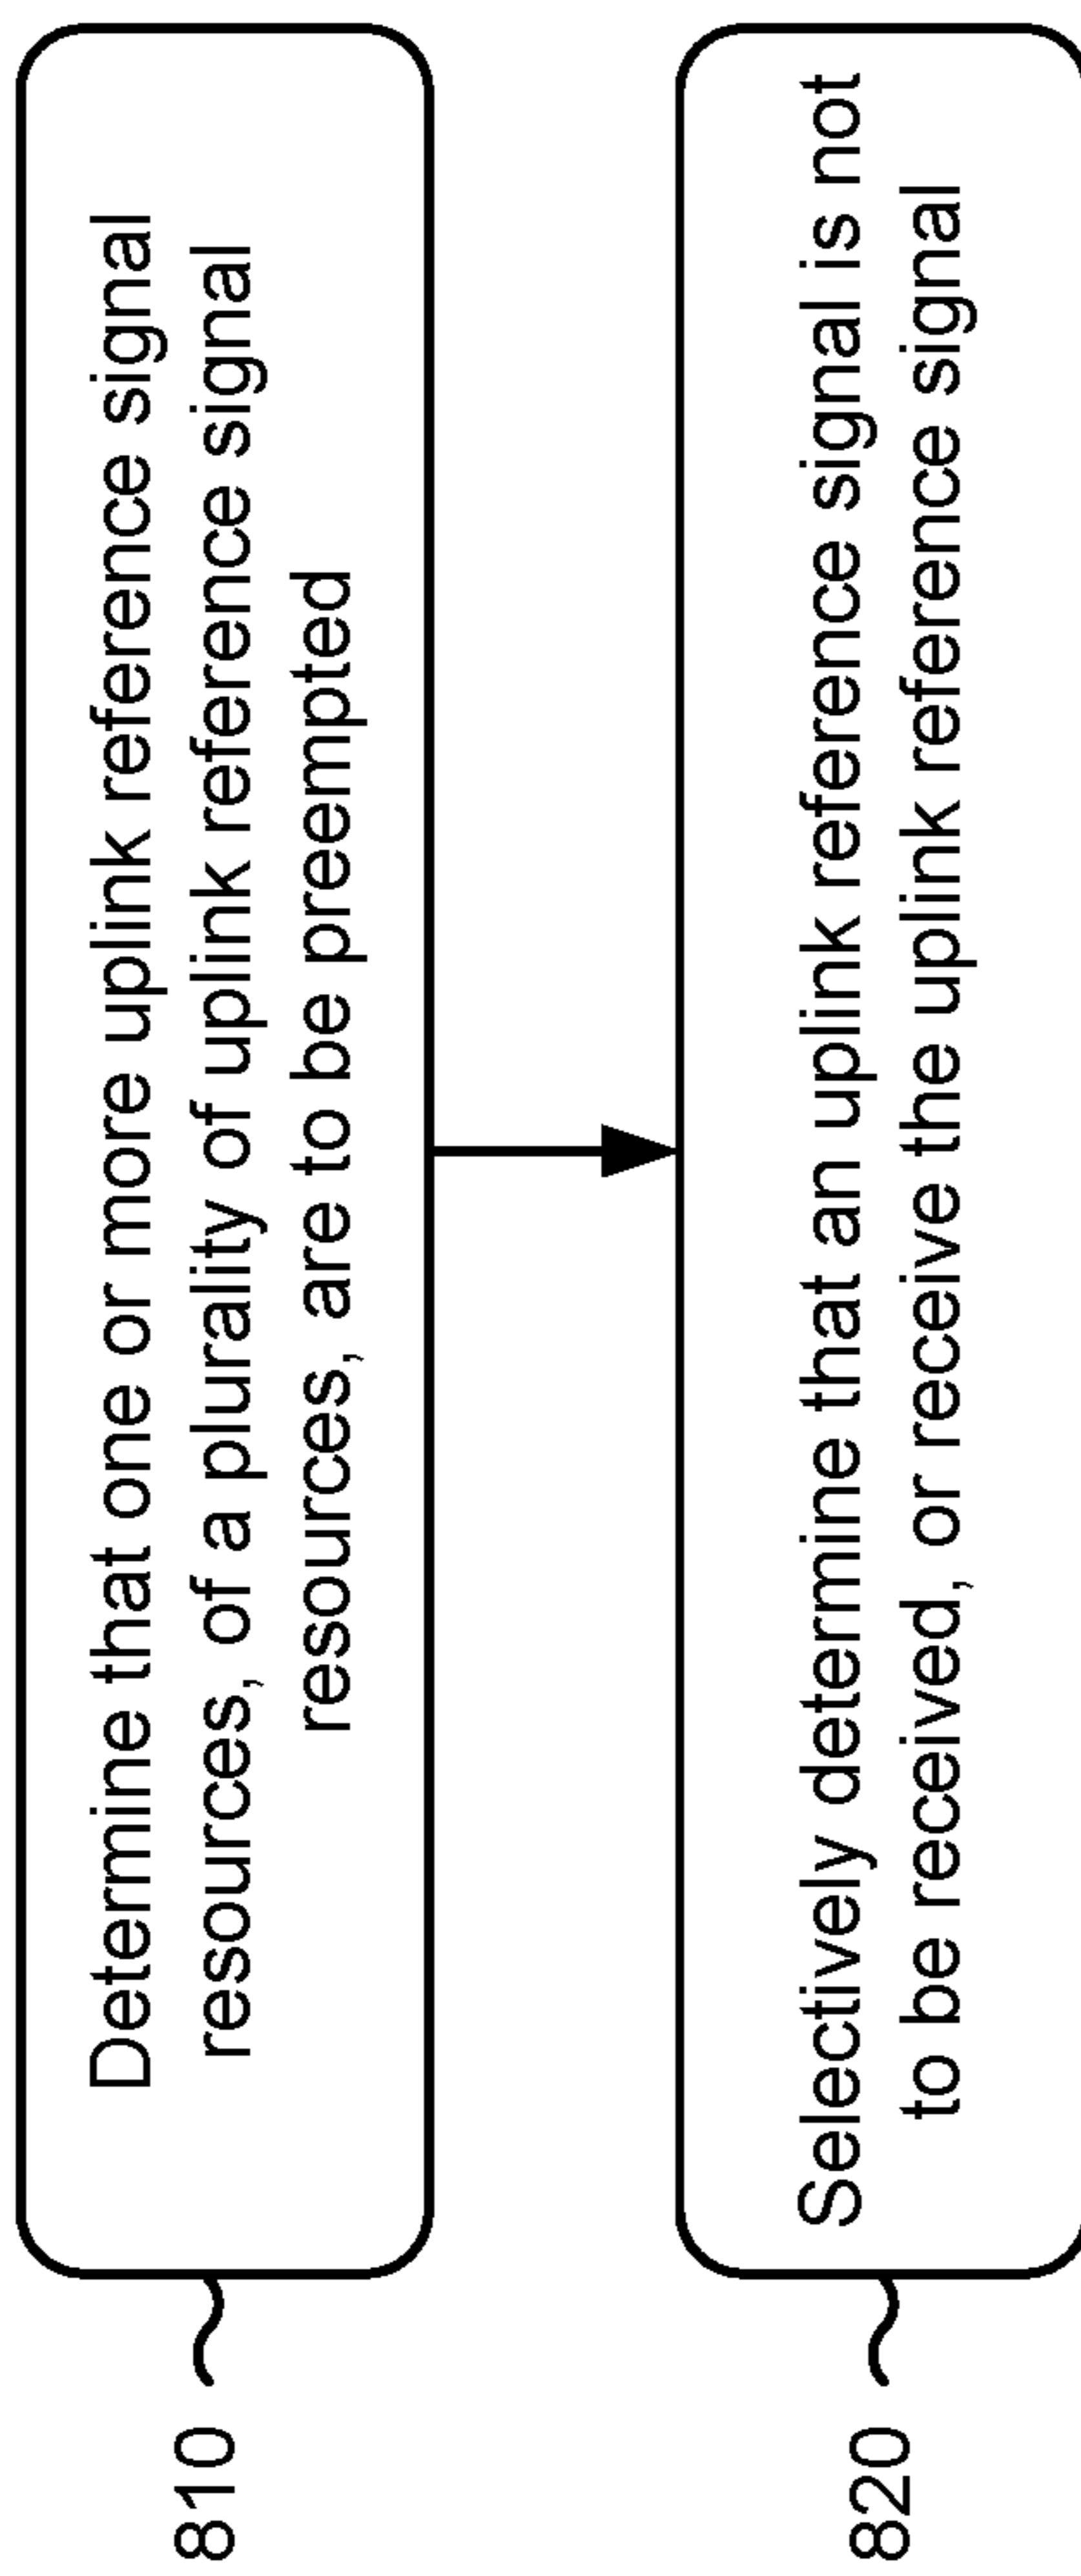 810
Determine that one or more uplink reference signal
resources, of a plurality of uplink reference signal
resources, are to be preempted
820
Selectively determine that an uplink reference signal is not
to be received, or receive the uplink reference signal